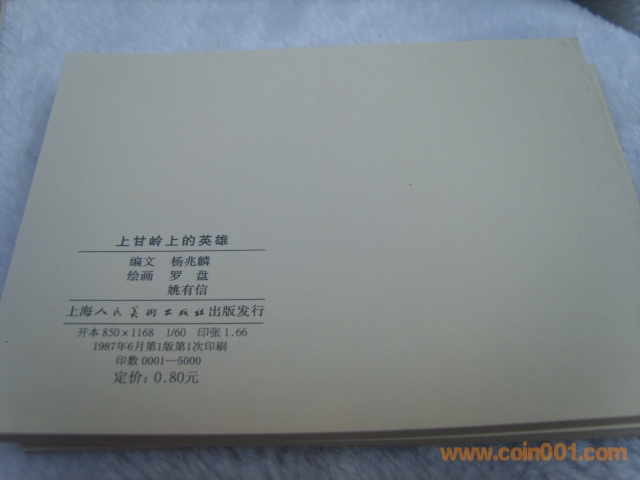 上甘岭上的英雄
编文 杨兆麟
绘画 罗 盘
姚有信
上海人民美術出版社出版发行
开本 850×1168 1/60 印张 1.66
1987年6月第1版第1次印刷
印数 0001—5000
定价：0.80元
www.coin001.com